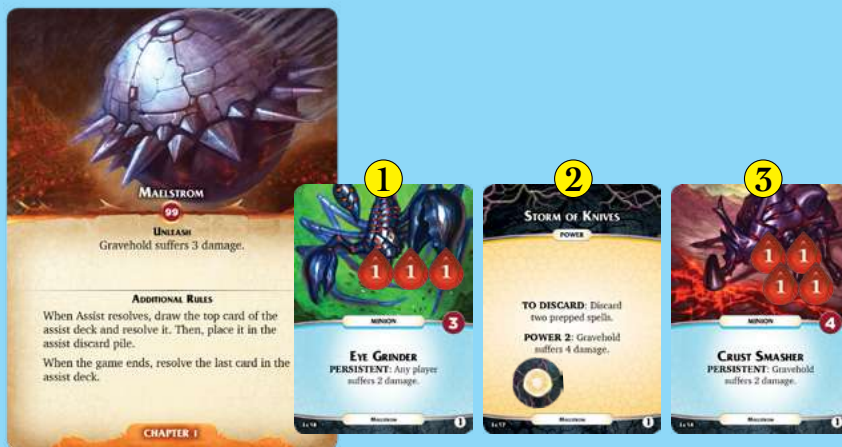 MAELSTROM
99
UNLEASH
Gravehold suffers 3 damage.
ADDITIONAL RULES
When Assist resolves, draw the top card of the
assist deck and resolve it. Then, place it in the
assist discard pile.
When the game ends, resolve the last card in the
assist deck.
CHAPTER I
1
1 1 1
MINION
3
EYE GRINDER
PERSISTENT: Any player
suffers 2 damage.
MAELSTROM
1
2
STORM OF KNIVES
POWER
TO DISCARD: Discard
two prepped spells.
POWER 2: Gravehold
suffers 4 damage.
MAELSTROM
1
3
1 1
1 1
MINION
4
CRUST SMASHER
PERSISTENT: Gravehold
suffers 2 damage.
MAELSTROM
1